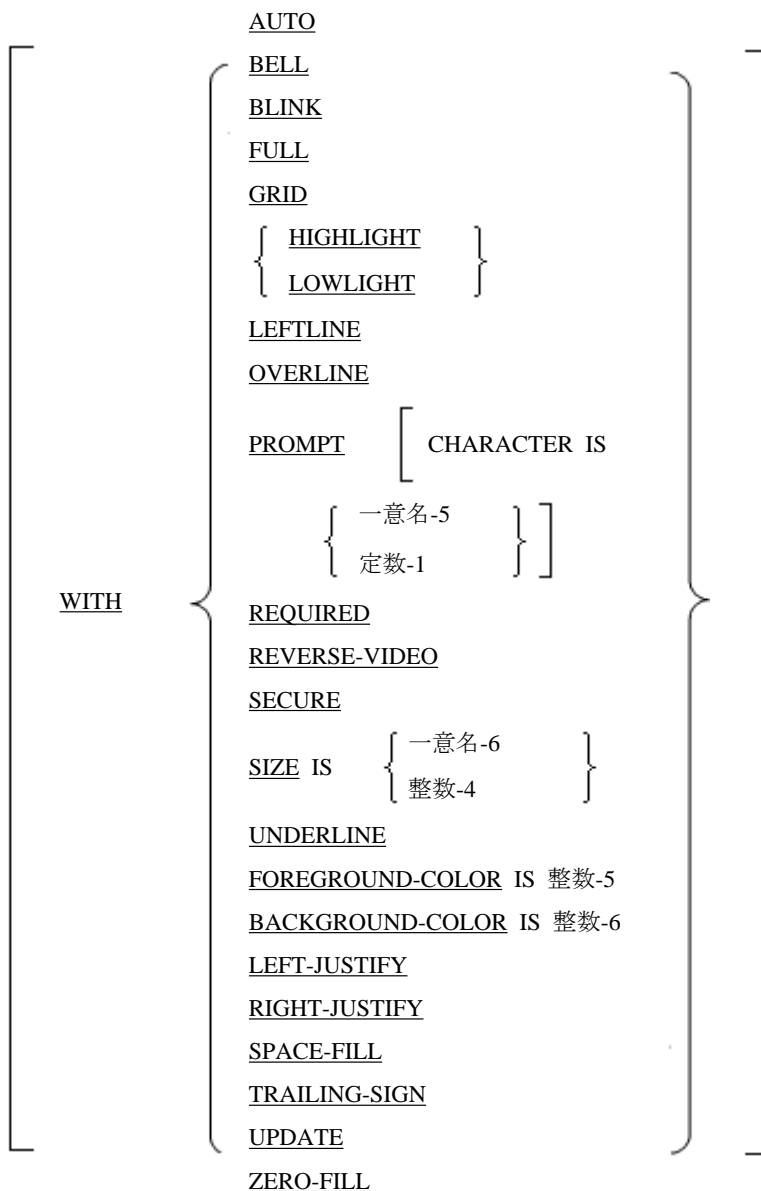 AUTO
BELL
BLINK
FULL
GRID
HIGHLIGHT
LOWLIGHT
LEFTLINE
OVERLINE
PROMPT CHARACTER IS
一意名-5
定数-1
WITH
REQUIRED
REVERSE-VIDEO
SECURE
一意名-6
SIZE IS
整数-4
UNDERLINE
FOREGROUND-COLOR IS 整数-5
BACKGROUND-COLOR IS 整数-6
LEFT-JUSTIFY
RIGHT-JUSTIFY
SPACE-FILL
TRAILING-SIGN
UPDATE
ZERO-FILL